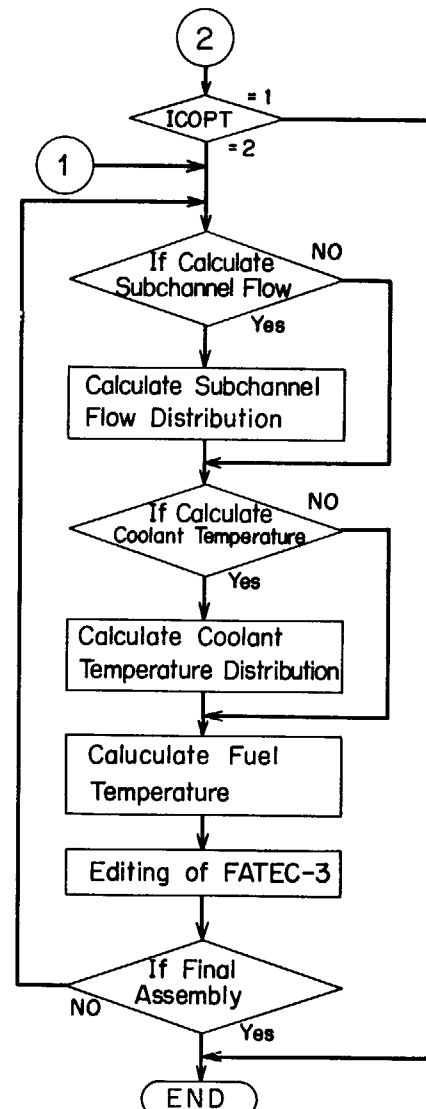 2
= 1
ICOPT
= 2
1
NO
If Calculate
Subchannel Flow
Yes
Calculate Subchannel
Flow Distribution
NO
If Calculate
Coolant Temperature
Yes
Calculate Coolant
Temperature Distribution
Caluculate Fuel
Temperature
Editing of FATEC-3
If Final
Assembly
NO
Yes
END